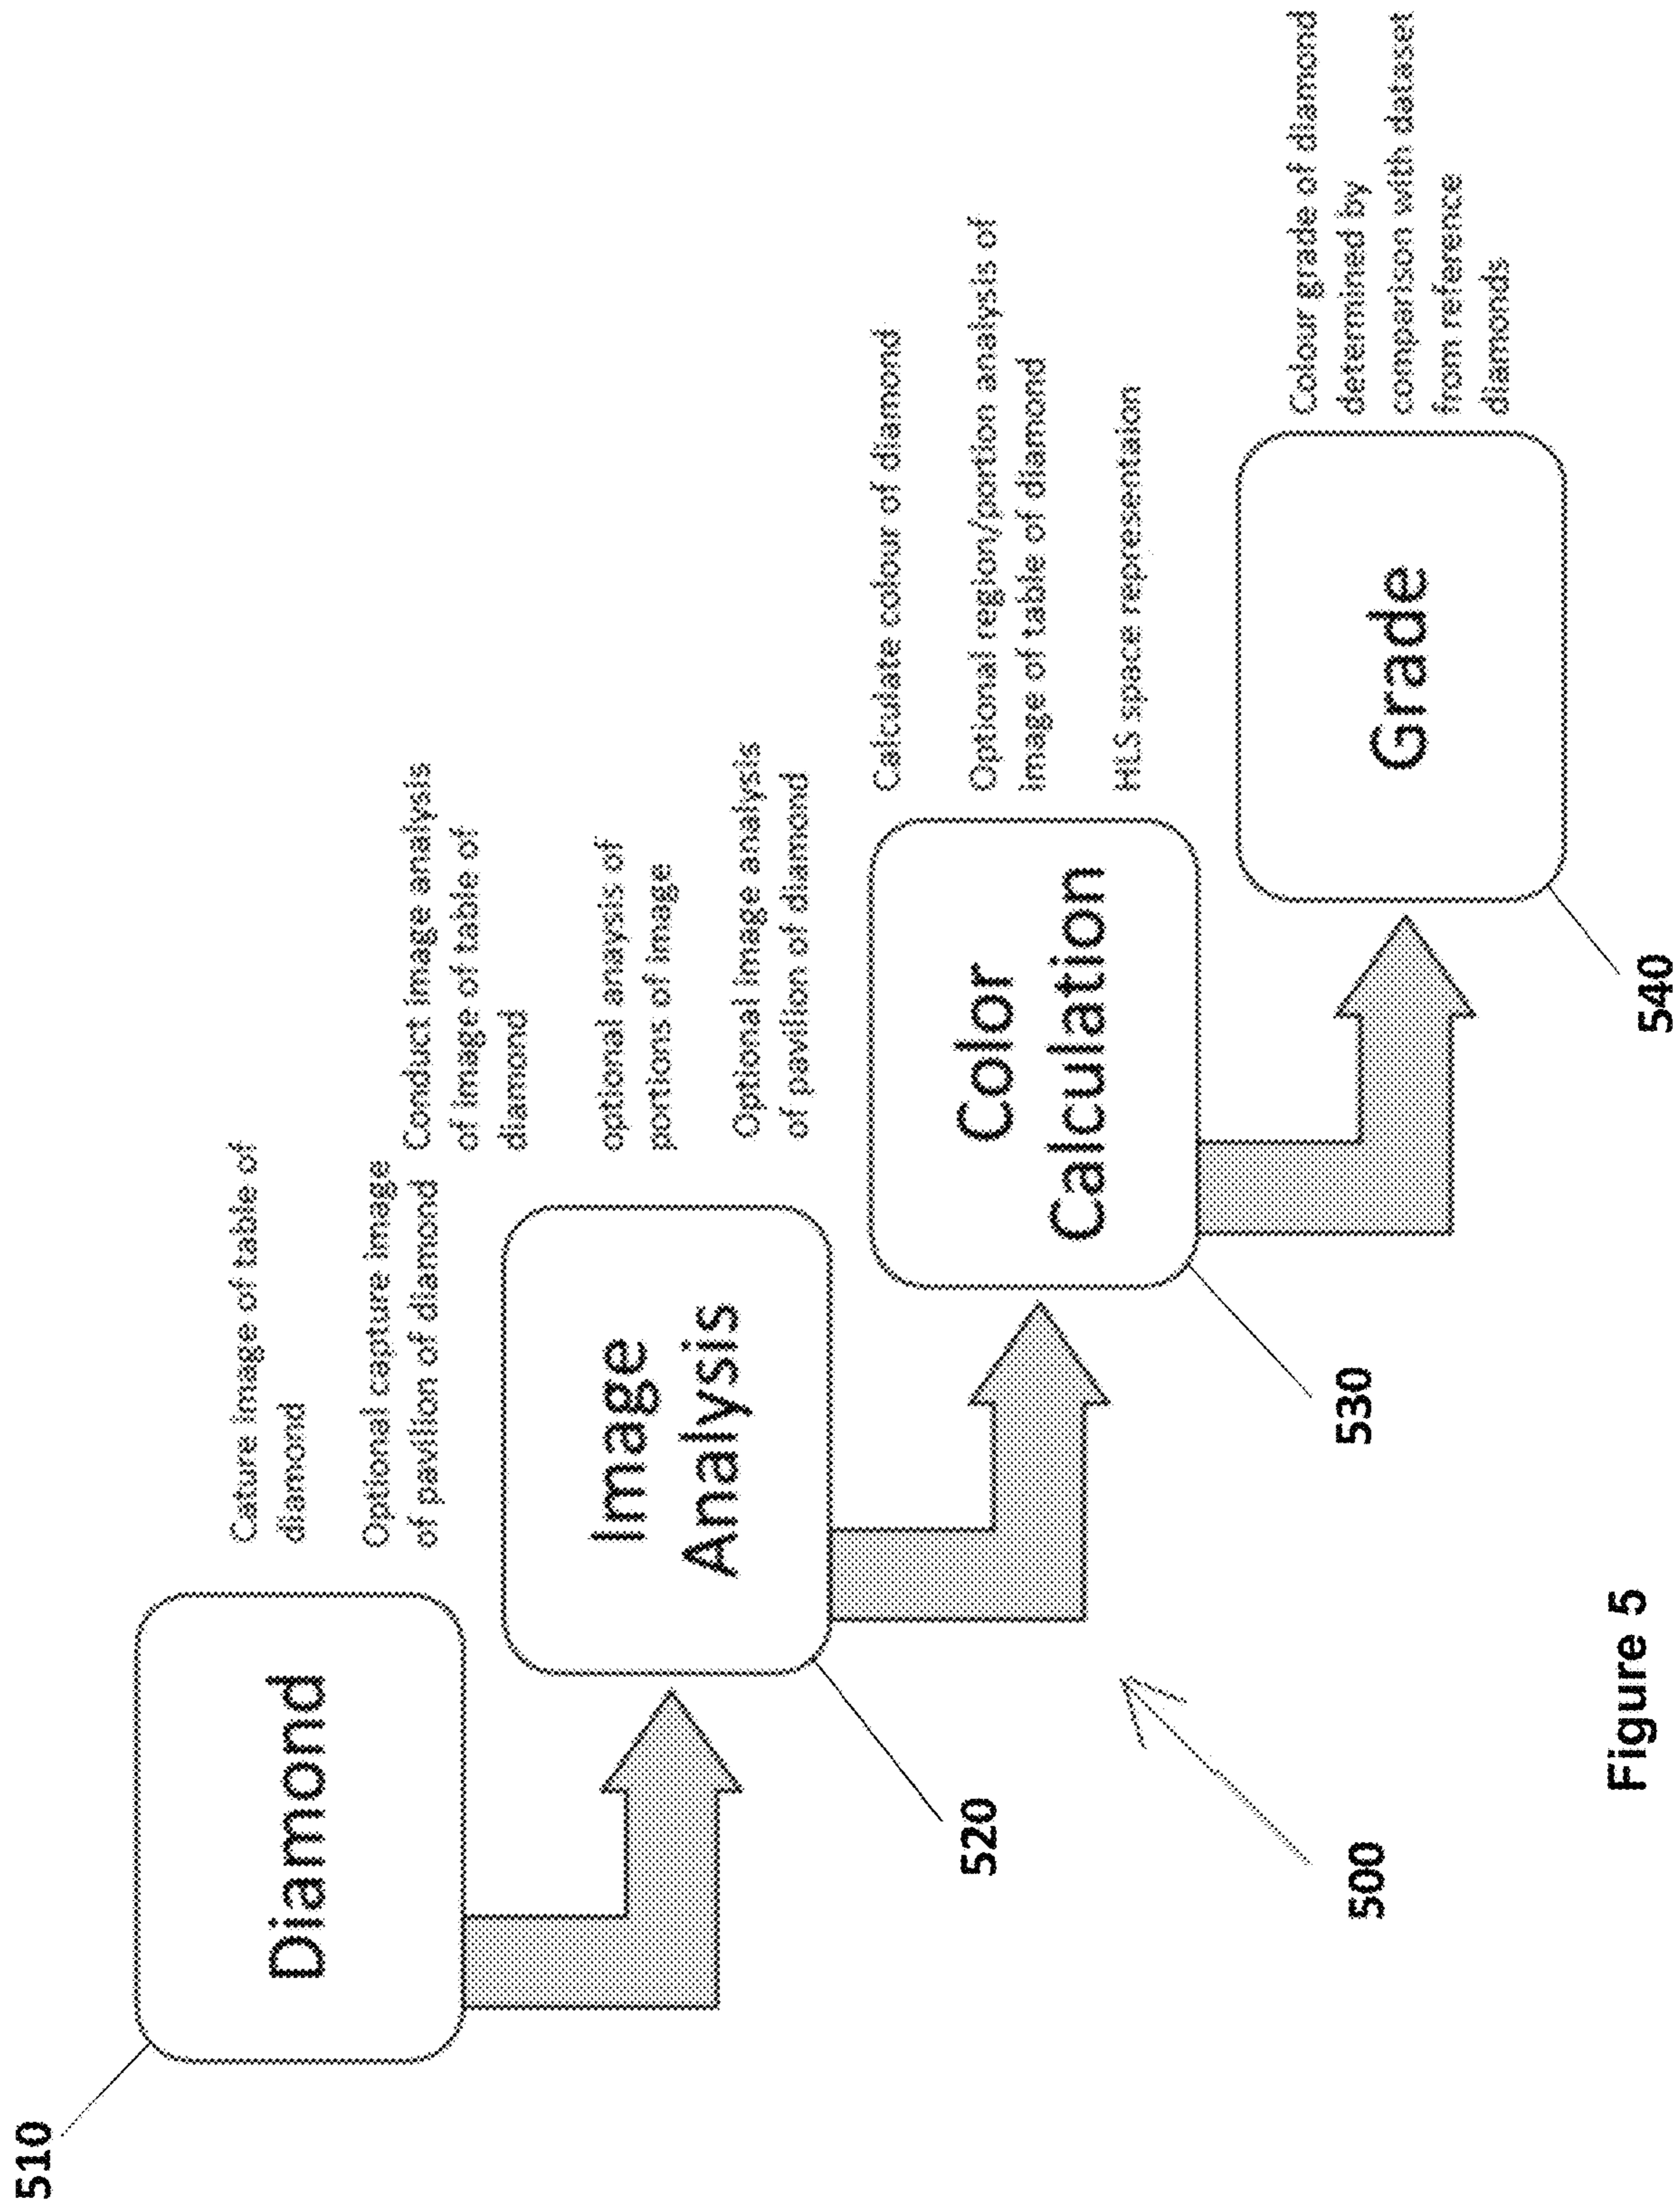 510
Diamond
Cature image of table of
diamond
Optional capture image
of pavilion of diamond
Image
Analysis
520
Conduct image analysis
of image of table of
diamond
optional anaysis of
portions of image
Optional image analysis
of pavilion of diamond
Color
Calculation
530
Calculate colour of diamond
Optional region/portion analysis of
image of table of diamond
HLS space representaion
Grade
540
Colour grade of diamond
determined by
comparison with dataset
from reference
diamonds
500
Figure 5